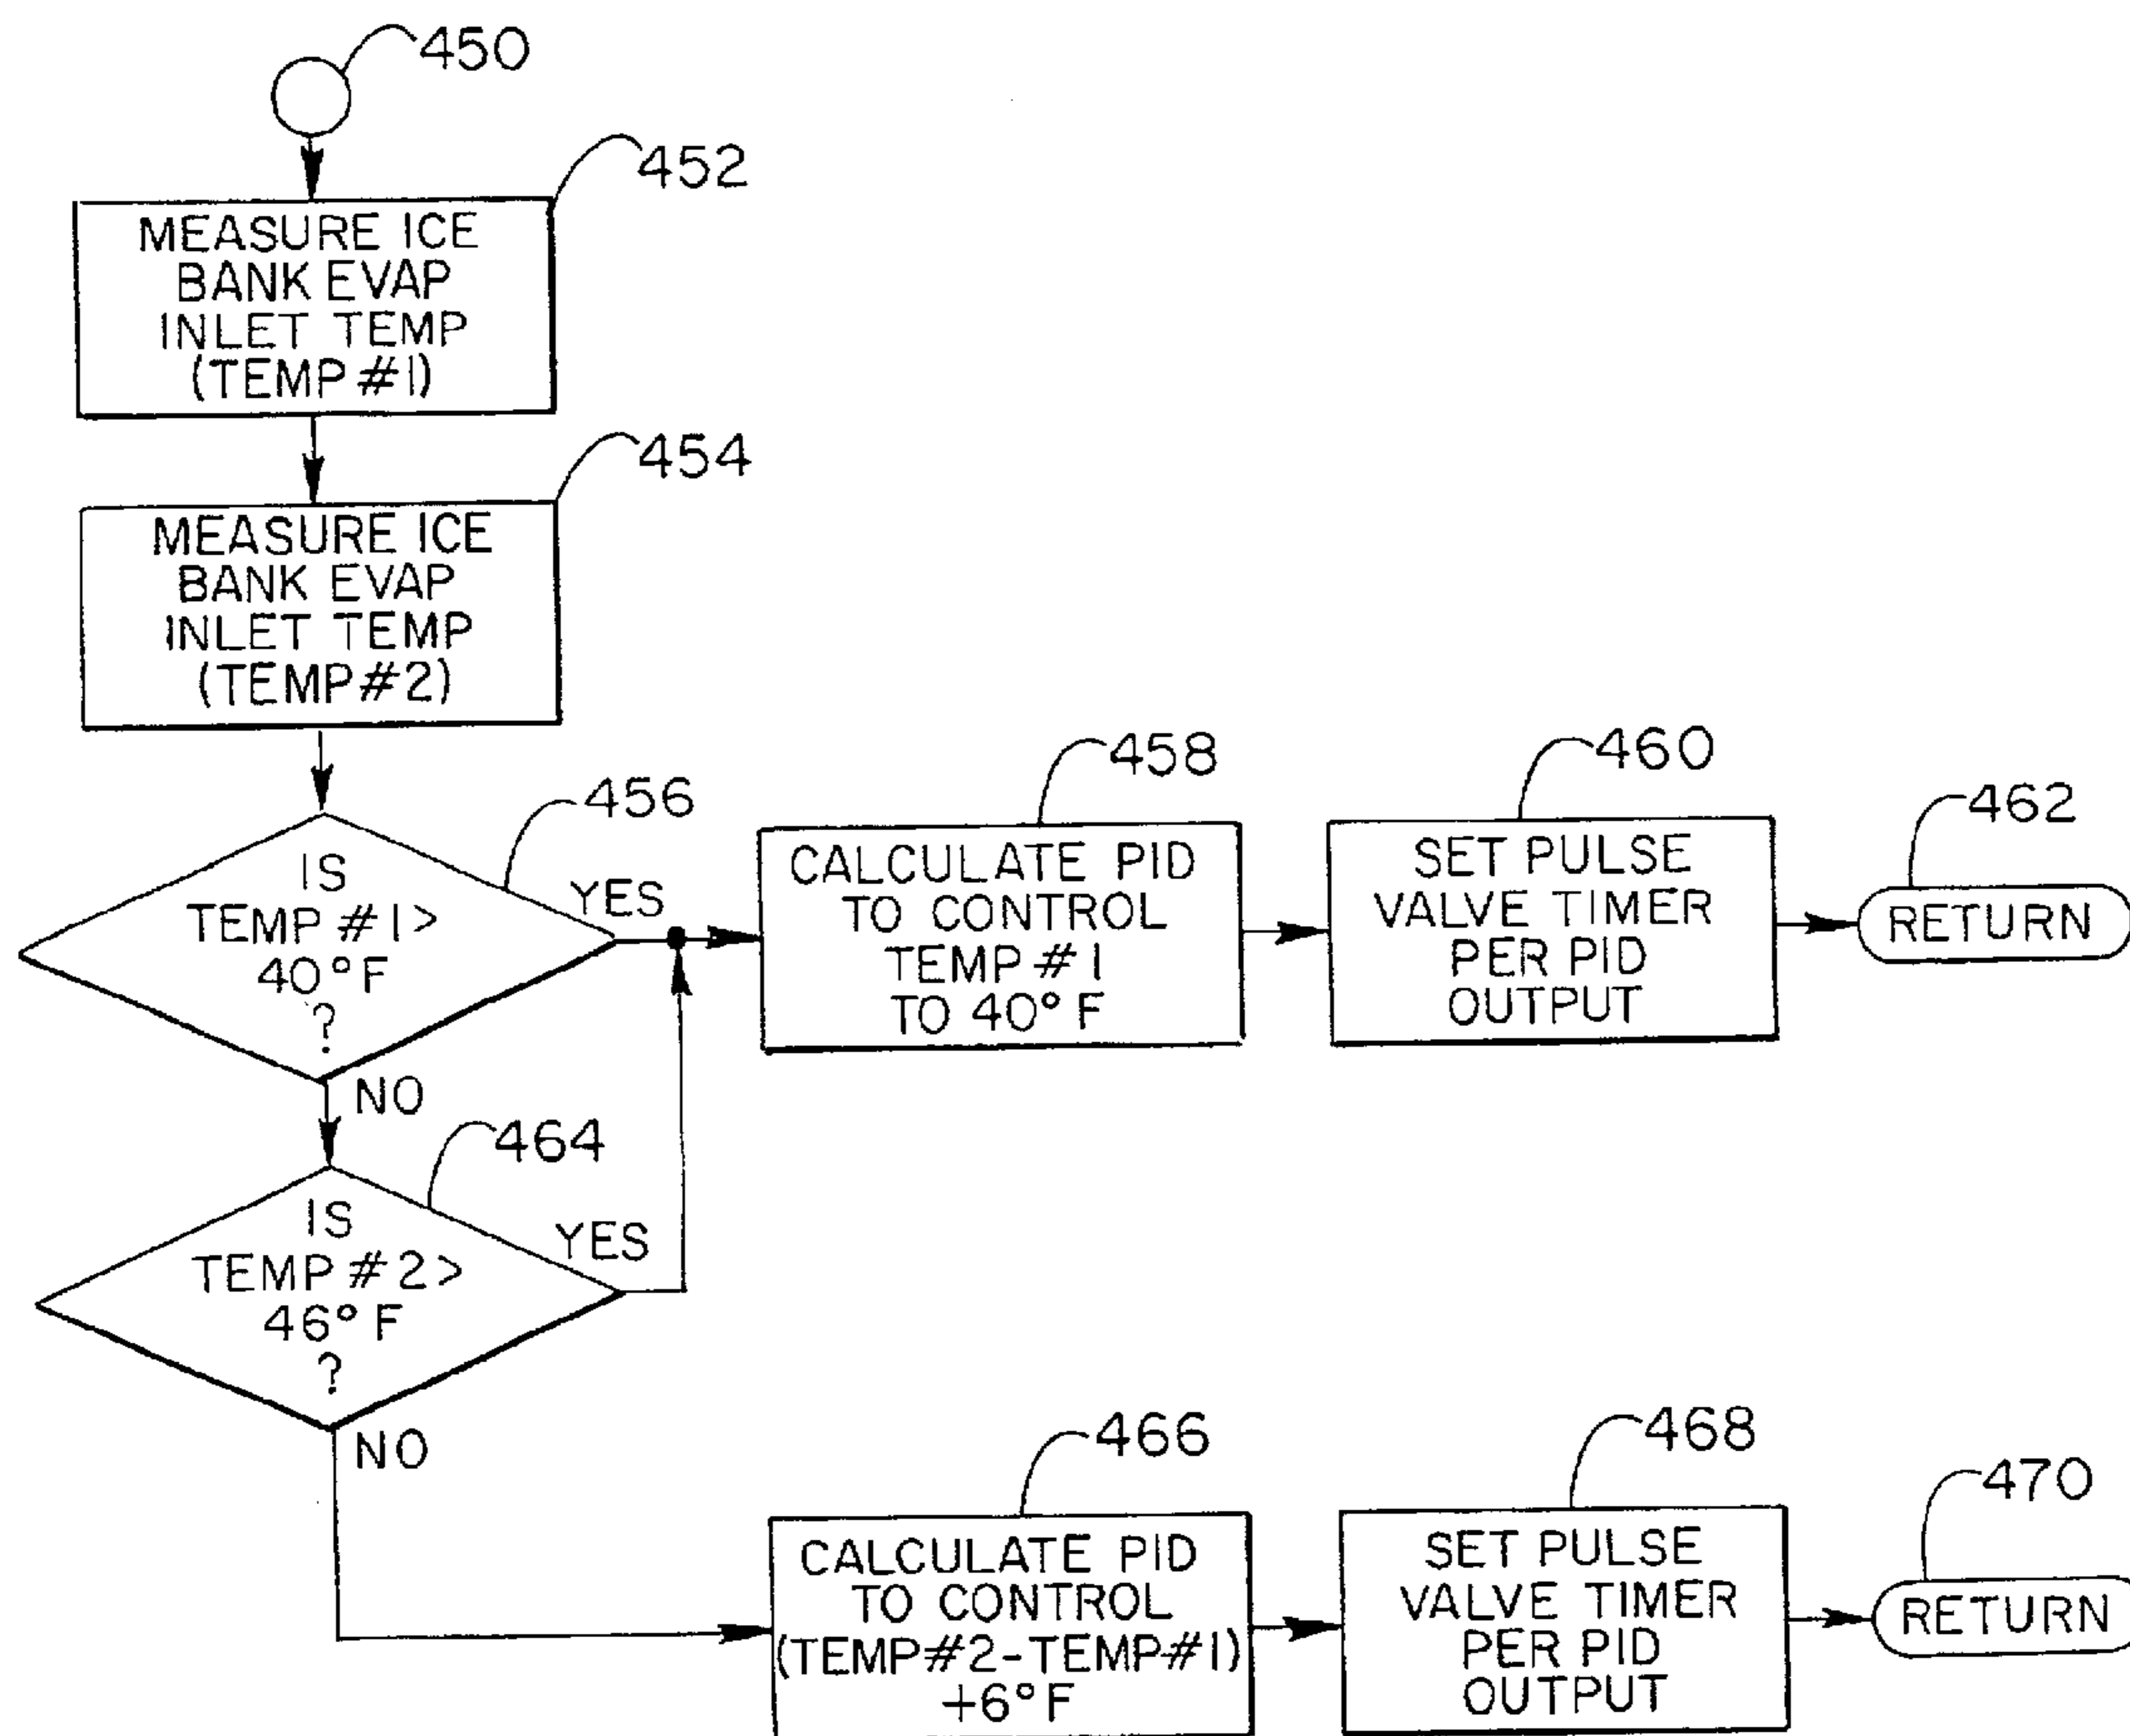 450
452
MEASURE ICE
BANK EVAP
INLET TEMP
(TEMP #1)
454
MEASURE ICE
BANK EVAP
INLET TEMP
(TEMP #2)
456
IS
TEMP #1>
40°F
?
YES
NO
458
CALCULATE PID
TO CONTROL
TEMP #1
TO 40°F
460
SET PULSE
VALVE TIMER
PER PID
OUTPUT
462
RETURN
464
IS
TEMP #2>
46°F
?
YES
NO
466
CALCULATE PID
TO CONTROL
(TEMP#2-TEMP#1)
+6°F
468
SET PULSE
VALVE TIMER
PER PID
OUTPUT
470
RETURN